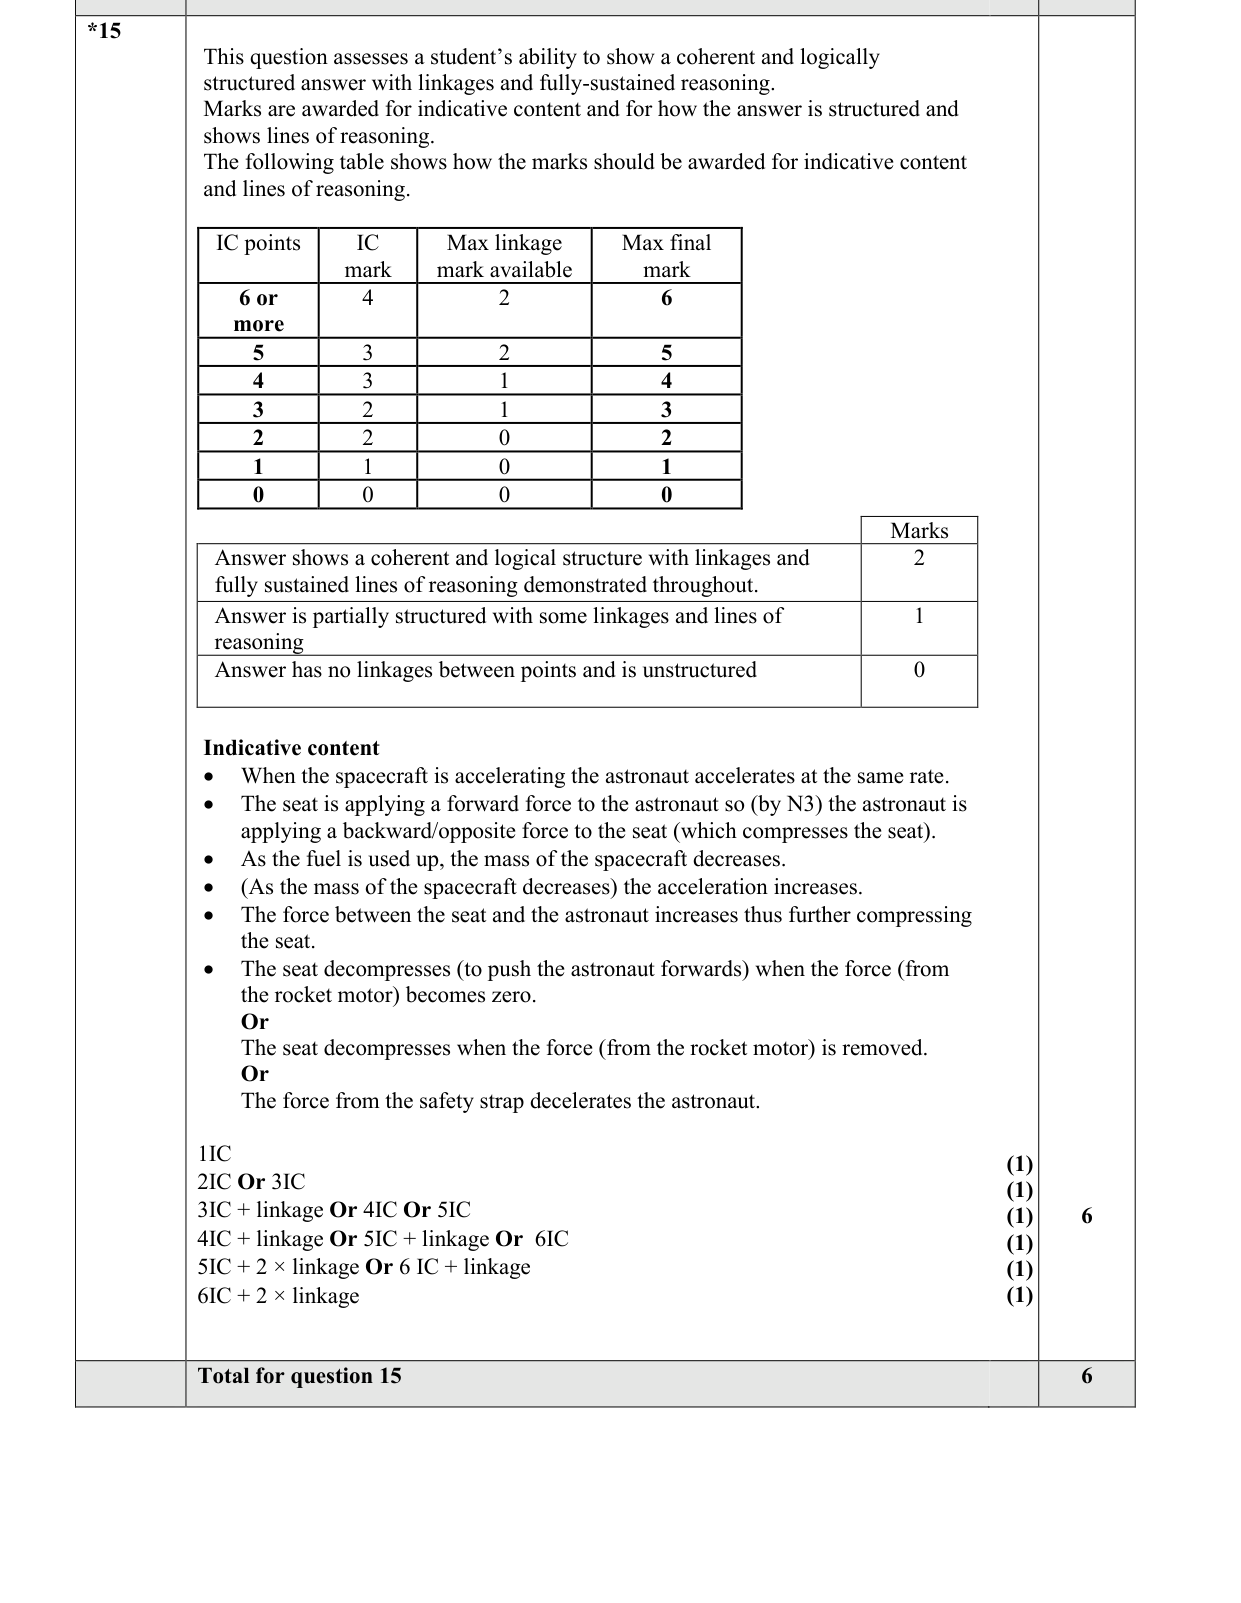 *15
This question assesses a student’s ability to show a coherent and logically
structured answer with linkages and fully-sustained reasoning.
Marks are awarded for indicative content and for how the answer is structured and
shows lines of reasoning.
The following table shows how the marks should be awarded for indicative content
and lines of reasoning.
IC points IC mark Max linkage mark available Max final mark
6 or more 4 2 6
5 3 2 5
4 3 1 4
3 2 1 3
2 2 0 2
1 1 0 1
0 0 0 0
Marks
Answer shows a coherent and logical structure with linkages and 2
fully sustained lines of reasoning demonstrated throughout.
Answer is partially structured with some linkages and lines of 1
reasoning
Answer has no linkages between points and is unstructured 0
Indicative content
• When the spacecraft is accelerating the astronaut accelerates at the same rate.
• The seat is applying a forward force to the astronaut so (by N3) the astronaut is
applying a backward/opposite force to the seat (which compresses the seat).
• As the fuel is used up, the mass of the spacecraft decreases.
• (As the mass of the spacecraft decreases) the acceleration increases.
• The force between the seat and the astronaut increases thus further compressing
the seat.
• The seat decompresses (to push the astronaut forwards) when the force (from
the rocket motor) becomes zero.
Or
The seat decompresses when the force (from the rocket motor) is removed.
Or
The force from the safety strap decelerates the astronaut.
1IC (1)
2IC Or 3IC (1)
3IC + linkage Or 4IC Or 5IC (1) 6
4IC + linkage Or 5IC + linkage Or 6IC (1)
5IC + 2 × linkage Or 6 IC + linkage (1)
6IC + 2 × linkage (1)
Total for question 15 6